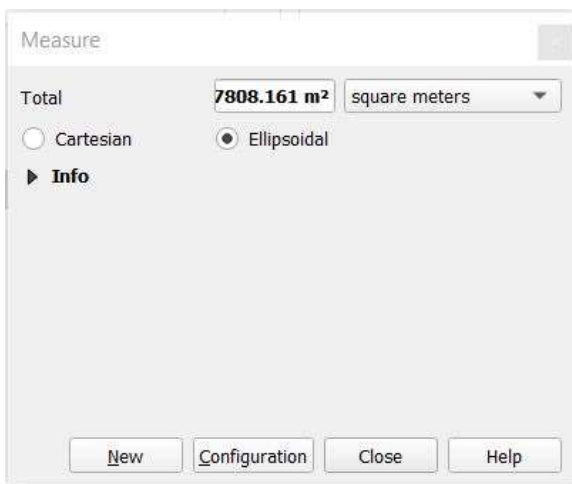 Measure
Total 7808.161 m² square meters
Cartesian Ellipsoidal
Info
New Configuration Close Help